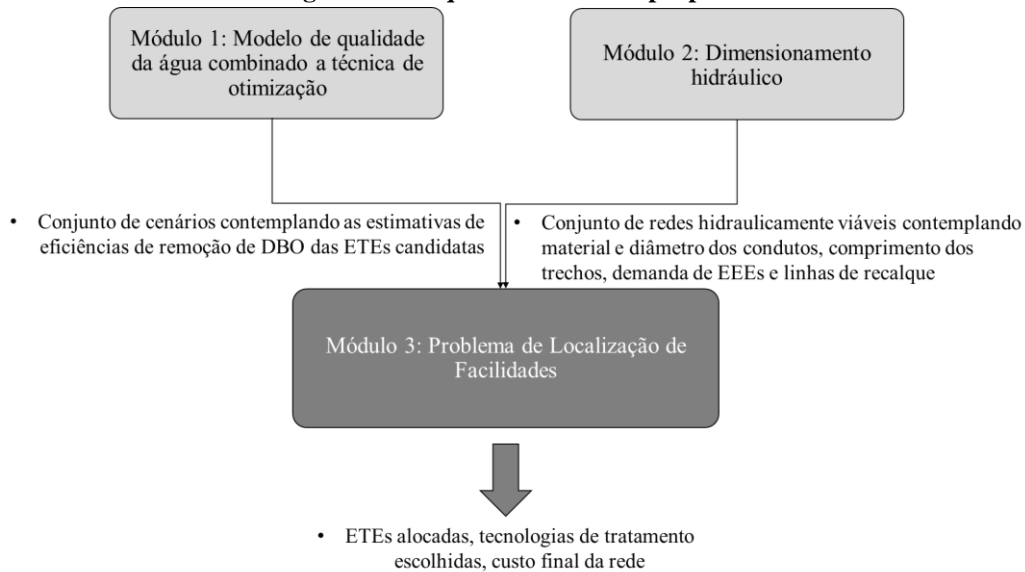 Módulo 1: Modelo de qualidade
da água combinado a técnica de
otimização
Módulo 2: Dimensionamento
hidráulico
• Conjunto de cenários contemplando as estimativas de
eficiências de remoção de DBO das ETEs candidatas
• Conjunto de redes hidraulicamente viáveis contemplando
material e diâmetro dos condutos, comprimento dos
trechos, demanda de EEEs e linhas de recalque
Módulo 3: Problema de Localização de
Facilidades
• ETEs alocadas, tecnologias de tratamento
escolhidas, custo final da rede